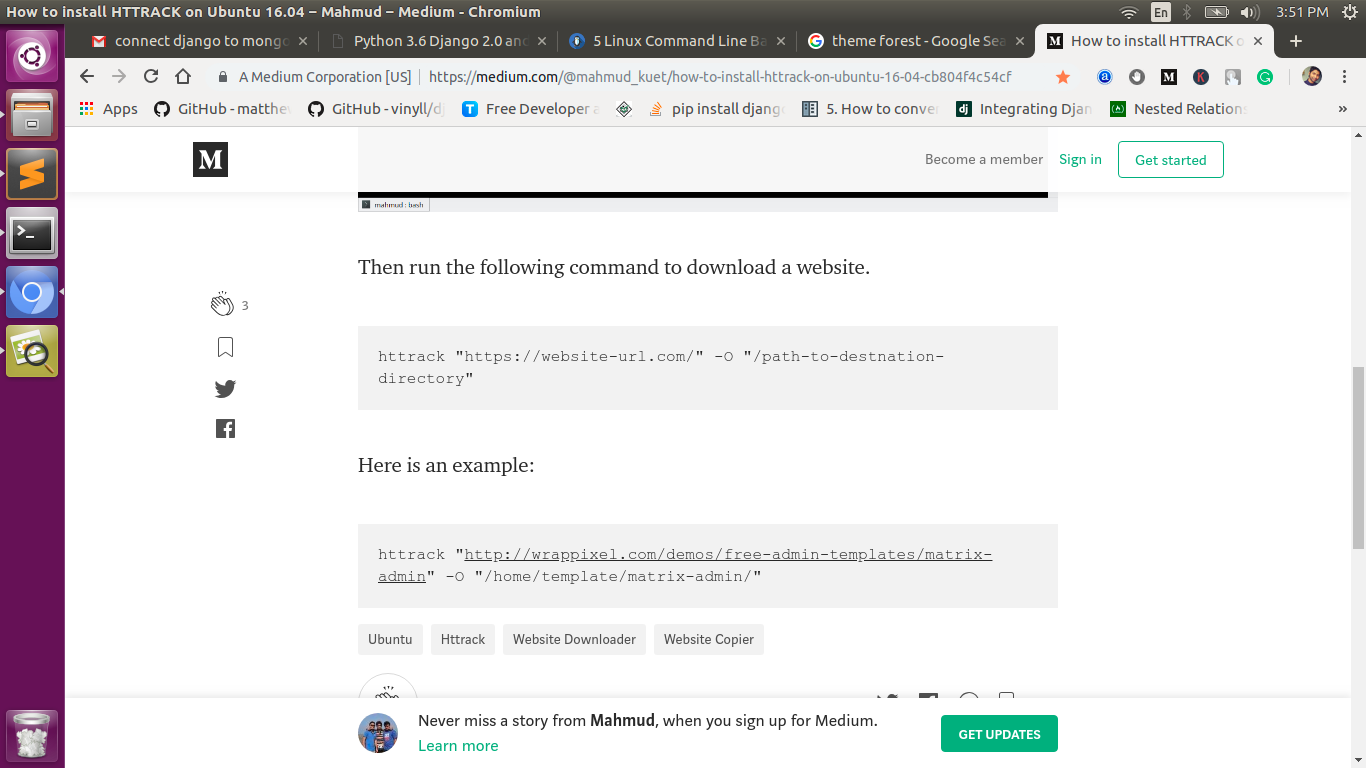 How to install HTTRACK on Ubuntu 16.04 – Mahmud – Medium - Chromium
En
3:51 PM
connect django to mongo
Python 3.6 Django 2.0 and
5 Linux Command Line Ba
theme forest - Google Sea
How to install HTTRACK o
A Medium Corporation [US]
https://medium.com/@mahmud_kuet/how-to-install-httrack-on-ubuntu-16-04-cb804f4c54cf
Apps
GitHub - matthew
GitHub - vinyll/dj
Free Developer a
pip install django
5. How to conver
Integrating Djan
Nested Relations
»
M
Become a member
Sign in
Get started
mahmud : bash
Then run the following command to download a website.
3
httrack "https://website-url.com/" -O "/path-to-destnation-
directory"
Here is an example:
httrack "http://wrappixel.com/demos/free-admin-templates/matrix-
admin" -O "/home/template/matrix-admin/"
Ubuntu
Httrack
Website Downloader
Website Copier
Never miss a story from Mahmud, when you sign up for Medium.
Learn more
GET UPDATES